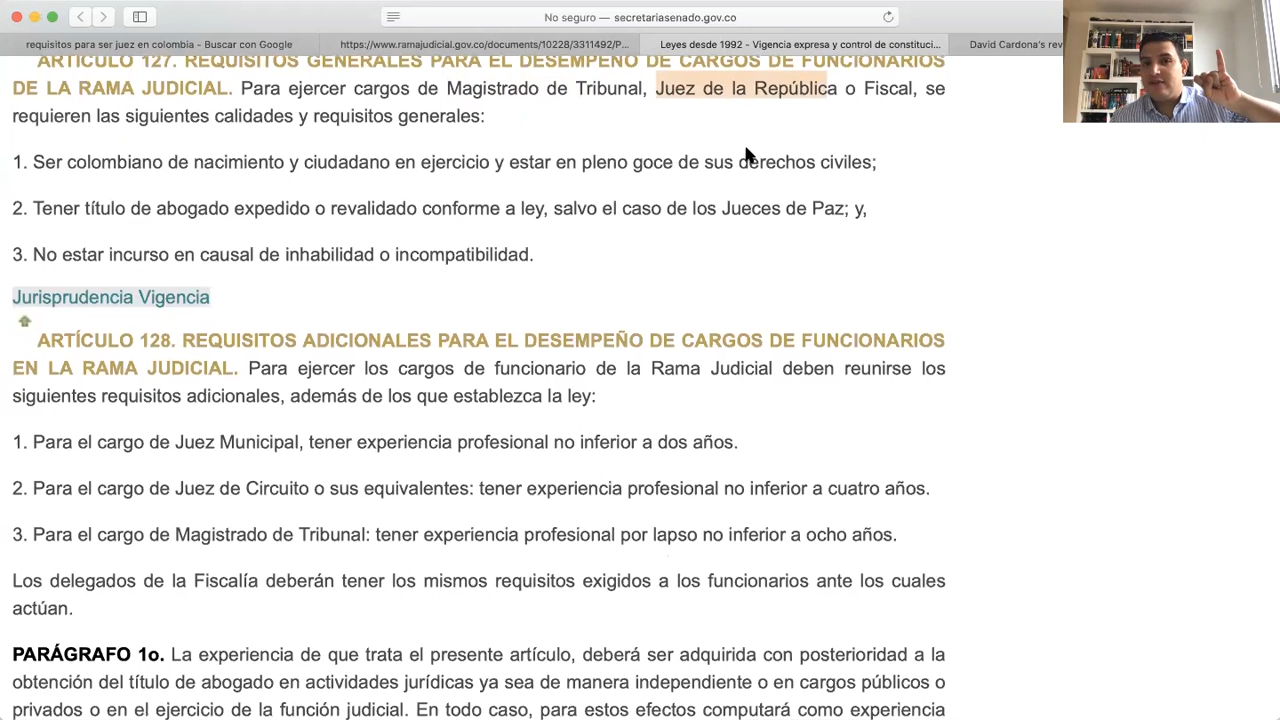 No seguro — secretariasenado.gov.co
requisitos para ser juez en colombia - Buscar con Google
https://www.ramajudicial.gov.co/documents/10228/3311492/P...
Leyes desde 1992 - Vigencia expresa y control de constituci...
David Cardona's rev
ARTÍCULO 127. REQUISITOS GENERALES PARA EL DESEMPEÑO DE CARGOS DE FUNCIONARIOS
DE LA RAMA JUDICIAL. Para ejercer cargos de Magistrado de Tribunal, Juez de la República o Fiscal, se
requieren las siguientes calidades y requisitos generales:
1. Ser colombiano de nacimiento y ciudadano en ejercicio y estar en pleno goce de sus derechos civiles;
2. Tener título de abogado expedido o revalidado conforme a ley, salvo el caso de los Jueces de Paz; y,
3. No estar incurso en causal de inhabilidad o incompatibilidad.
Jurisprudencia Vigencia
ARTÍCULO 128. REQUISITOS ADICIONALES PARA EL DESEMPEÑO DE CARGOS DE FUNCIONARIOS
EN LA RAMA JUDICIAL. Para ejercer los cargos de funcionario de la Rama Judicial deben reunirse los
siguientes requisitos adicionales, además de los que establezca la ley:
1. Para el cargo de Juez Municipal, tener experiencia profesional no inferior a dos años.
2. Para el cargo de Juez de Circuito o sus equivalentes: tener experiencia profesional no inferior a cuatro años.
3. Para el cargo de Magistrado de Tribunal: tener experiencia profesional por lapso no inferior a ocho años.
Los delegados de la Fiscalía deberán tener los mismos requisitos exigidos a los funcionarios ante los cuales
actúan.
PARÁGRAFO 1o. La experiencia de que trata el presente artículo, deberá ser adquirida con posterioridad a la
obtención del título de abogado en actividades jurídicas ya sea de manera independiente o en cargos públicos o
privados o en el ejercicio de la función judicial. En todo caso, para estos efectos computará como experiencia